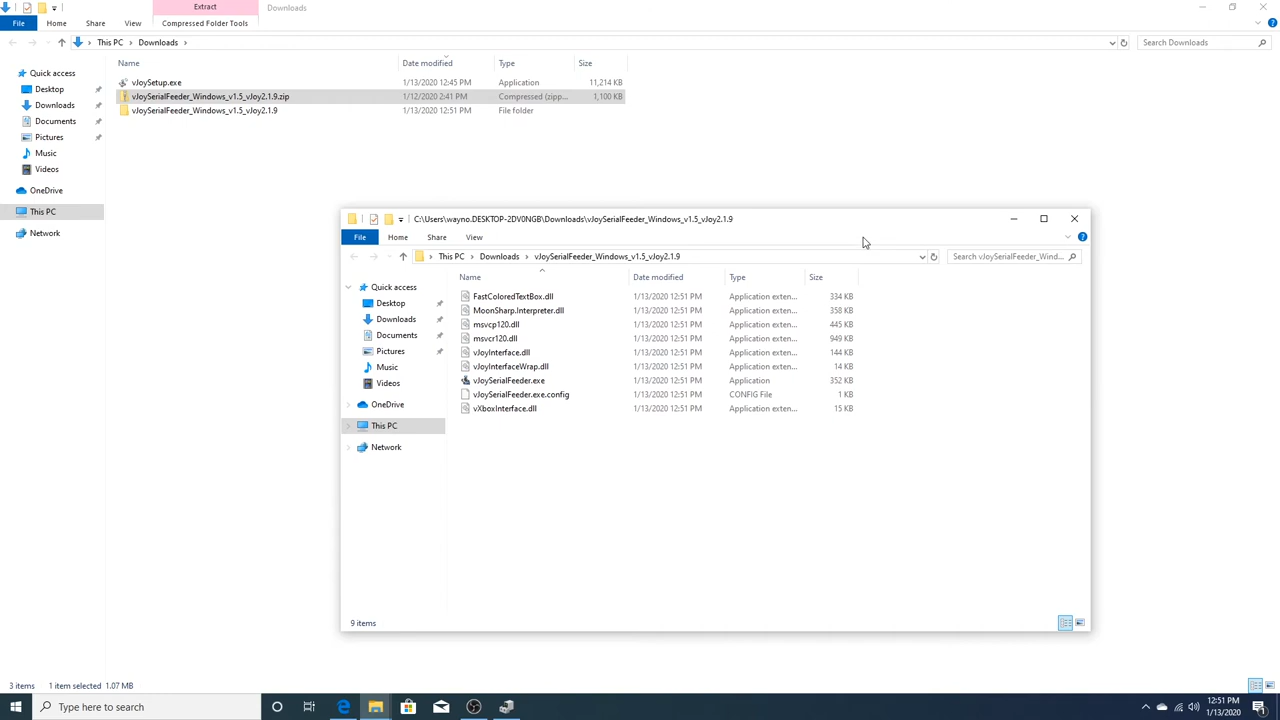 Extract
Downloads
File
Home
Share
View
Compressed Folder Tools
This PC
Downloads
Search Downloads
Name
Date modified
Type
Size
Quick access
Desktop
Downloads
Documents
Pictures
Music
Videos
OneDrive
This PC
Network
vJoySetup.exe 1/13/2020 12:45 PM Application 11,214 KB
vJoySerialFeeder_Windows_v1.5_vJoy2.1.9.zip 1/12/2020 2:41 PM Compressed (zipp... 1,100 KB
vJoySerialFeeder_Windows_v1.5_vJoy2.1.9 1/13/2020 12:51 PM File folder
C:\Users\wayno.DESKTOP-2DV0NGB\Downloads\vJoySerialFeeder_Windows_v1.5_vJoy2.1.9
File
Home
Share
View
This PC
Downloads
vJoySerialFeeder_Windows_v1.5_vJoy2.1.9
Search vJoySerialFeeder_Wind...
Name
Date modified
Type
Size
Quick access
Desktop
Downloads
Documents
Pictures
Music
Videos
OneDrive
This PC
Network
FastColoredTextBox.dll 1/13/2020 12:51 PM Application exten... 334 KB
MoonSharp.Interpreter.dll 1/13/2020 12:51 PM Application exten... 358 KB
msvcp120.dll 1/13/2020 12:51 PM Application exten... 445 KB
msvcr120.dll 1/13/2020 12:51 PM Application exten... 949 KB
vJoyInterface.dll 1/13/2020 12:51 PM Application exten... 144 KB
vJoyInterfaceWrap.dll 1/13/2020 12:51 PM Application exten... 14 KB
vJoySerialFeeder.exe 1/13/2020 12:51 PM Application 352 KB
vJoySerialFeeder.exe.config 1/13/2020 12:51 PM CONFIG File 1 KB
vXboxInterface.dll 1/13/2020 12:51 PM Application exten... 15 KB
9 items
3 items 1 item selected 1.07 MB
Type here to search
12:51 PM
1/13/2020
1